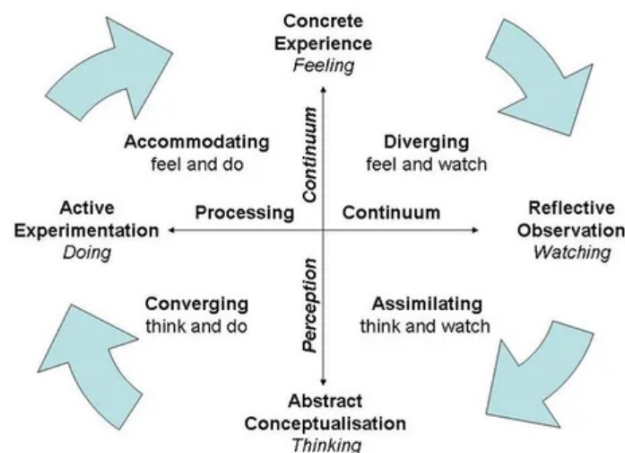 Concrete
Experience
Feeling
Continuum
Accommodating
feel and do
Diverging
feel and watch
Active
Experimentation
Doing
Processing
Continuum
Reflective
Observation
Watching
Perception
Converging
think and do
Assimilating
think and watch
Abstract
Conceptualisation
Thinking